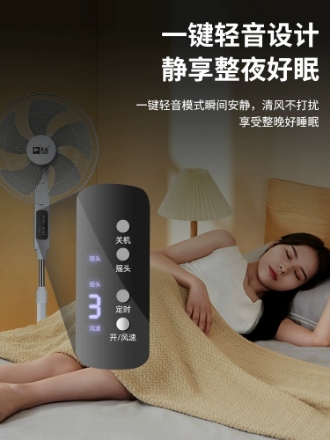 一键轻音设计
静享整夜好眠
一键轻音模式瞬间安静，清风不打扰
享受整晚好睡眠
关机
摇头
摇头
3
定时
风速
开/风速